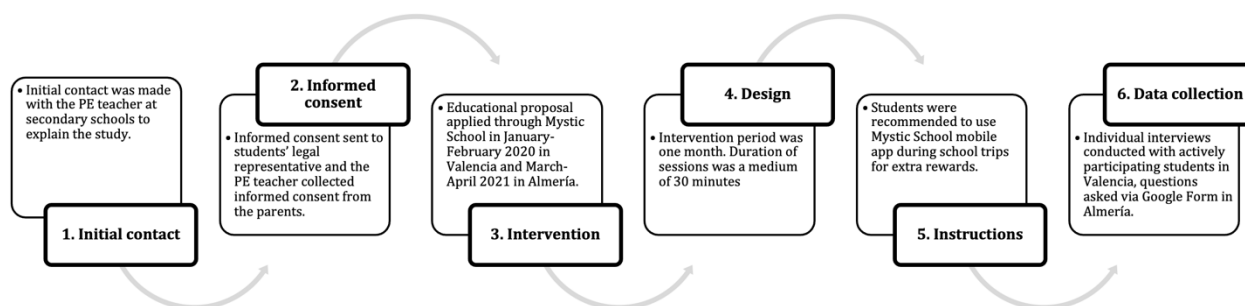 • Initial contact was made
with the PE teacher at
secondary schools to
explain the study.
1. Initial contact
2. Informed
consent
• Informed consent sent to
students’ legal
representative and the
PE teacher collected
informed consent from
the parents.
• Educational proposal
applied through Mystic
School in January-
February 2020 in
Valencia and March-
April 2021 in Almería.
3. Intervention
4. Design
• Intervention period was
one month. Duration of
sessions was a medium
of 30 minutes
• Students were
recommended to use
Mystic School mobile
app during school trips
for extra rewards.
5. Instructions
6. Data collection
• Individual interviews
conducted with actively
participating students in
Valencia, questions
asked via Google Form in
Almería.